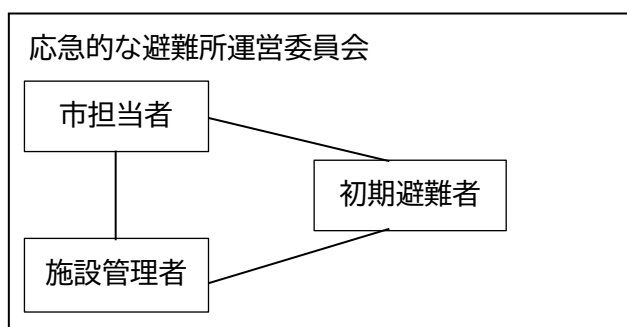 応急的な避難所運営委員会
市担当者
初期避難者
施設管理者